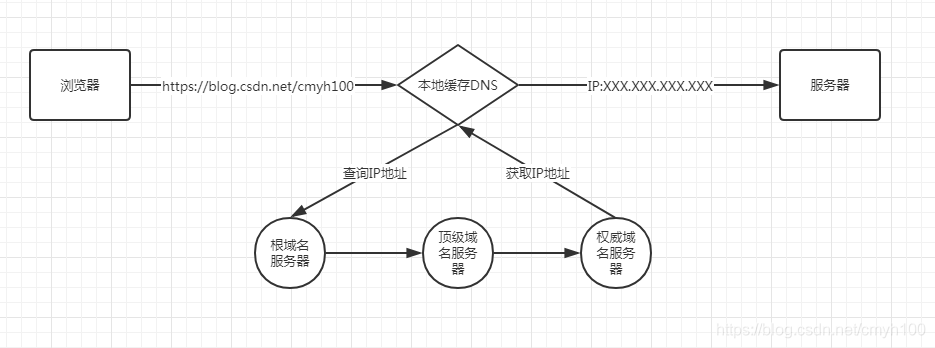 浏览器
https://blog.csdn.net/cmyh100
本地缓存DNS
IP:XXX.XXX.XXX.XXX
服务器
查询IP地址
获取IP地址
根域名
服务器
顶级域
名服务
器
权威域
名服务
器
https://blog.csdn.net/cmyh100